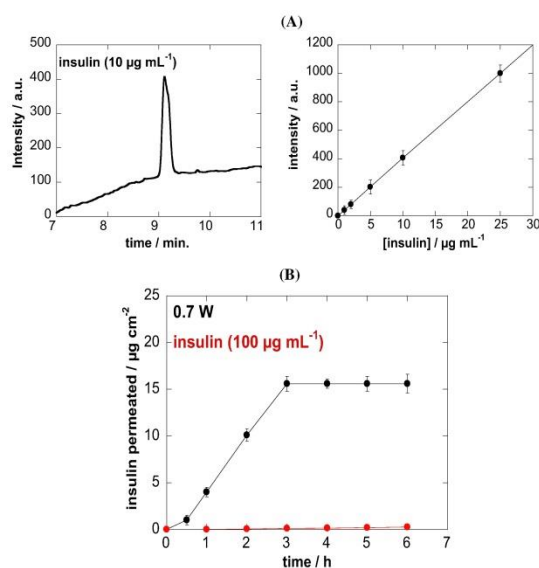 (A)
500
400
300
200
100
0
insulin (10 µg mL⁻¹)
Intensity / a.u.
7 8 9 10 11
time / min.
1200
1000
800
600
400
200
0
intensity / a.u.
0 5 10 15 20 25 30
[insulin] / µg mL⁻¹
(B)
25
20
15
10
5
0
0.7 W
insulin (100 µg mL⁻¹)
insulin permeated / µg cm⁻²
0 1 2 3 4 5 6 7
time / h